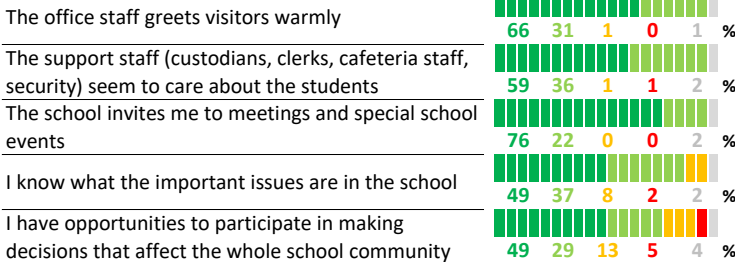 The office staff greets visitors warmly
66 31 1 0 1 %
The support staff (custodians, clerks, cafeteria staff,
security) seem to care about the students
59 36 1 1 2 %
The school invites me to meetings and special school
events
76 22 0 0 2 %
I know what the important issues are in the school
49 37 8 2 2 %
I have opportunities to participate in making
decisions that affect the whole school community
49 29 13 5 4 %